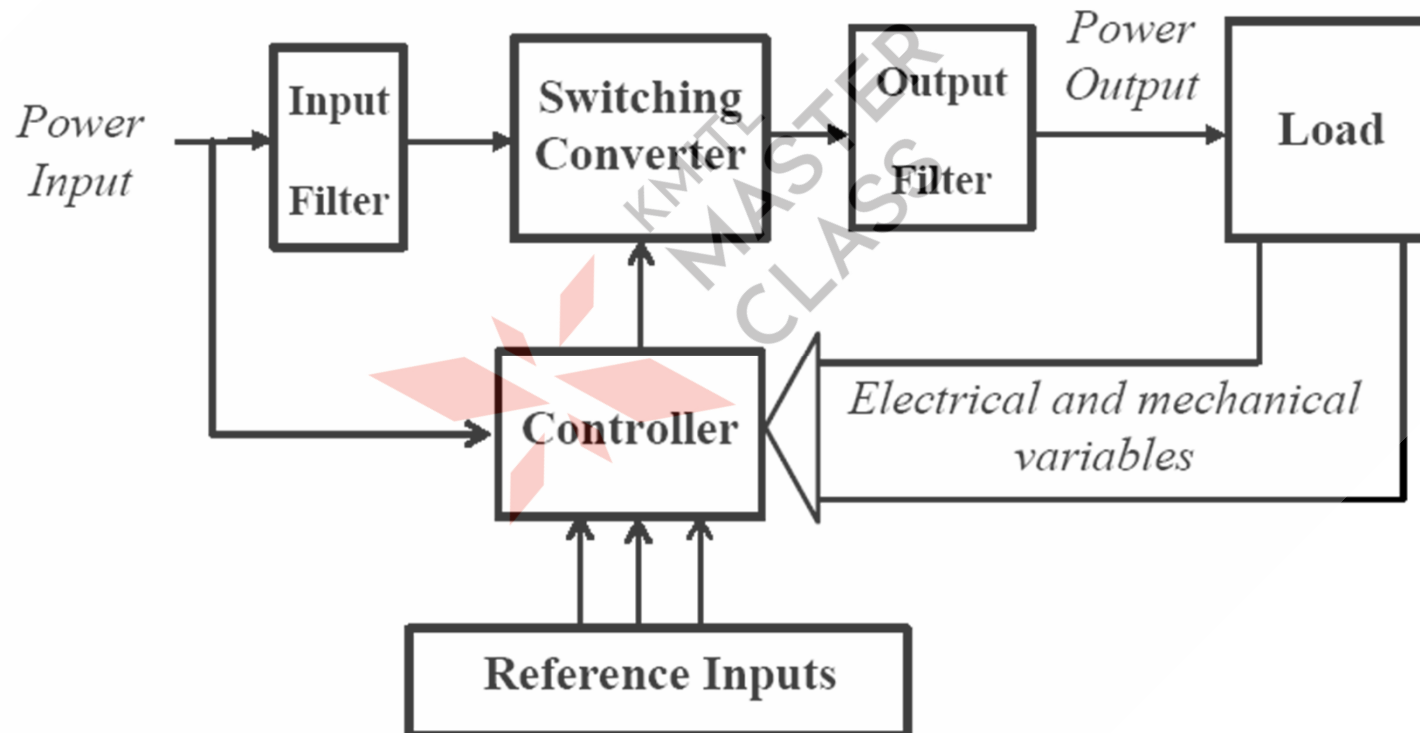 Power
Input
Input
Filter
Switching
Converter
Output
Filter
Power
Output
Load
KMITL
MASTER
CLASS
Controller
Electrical and mechanical
variables
Reference Inputs